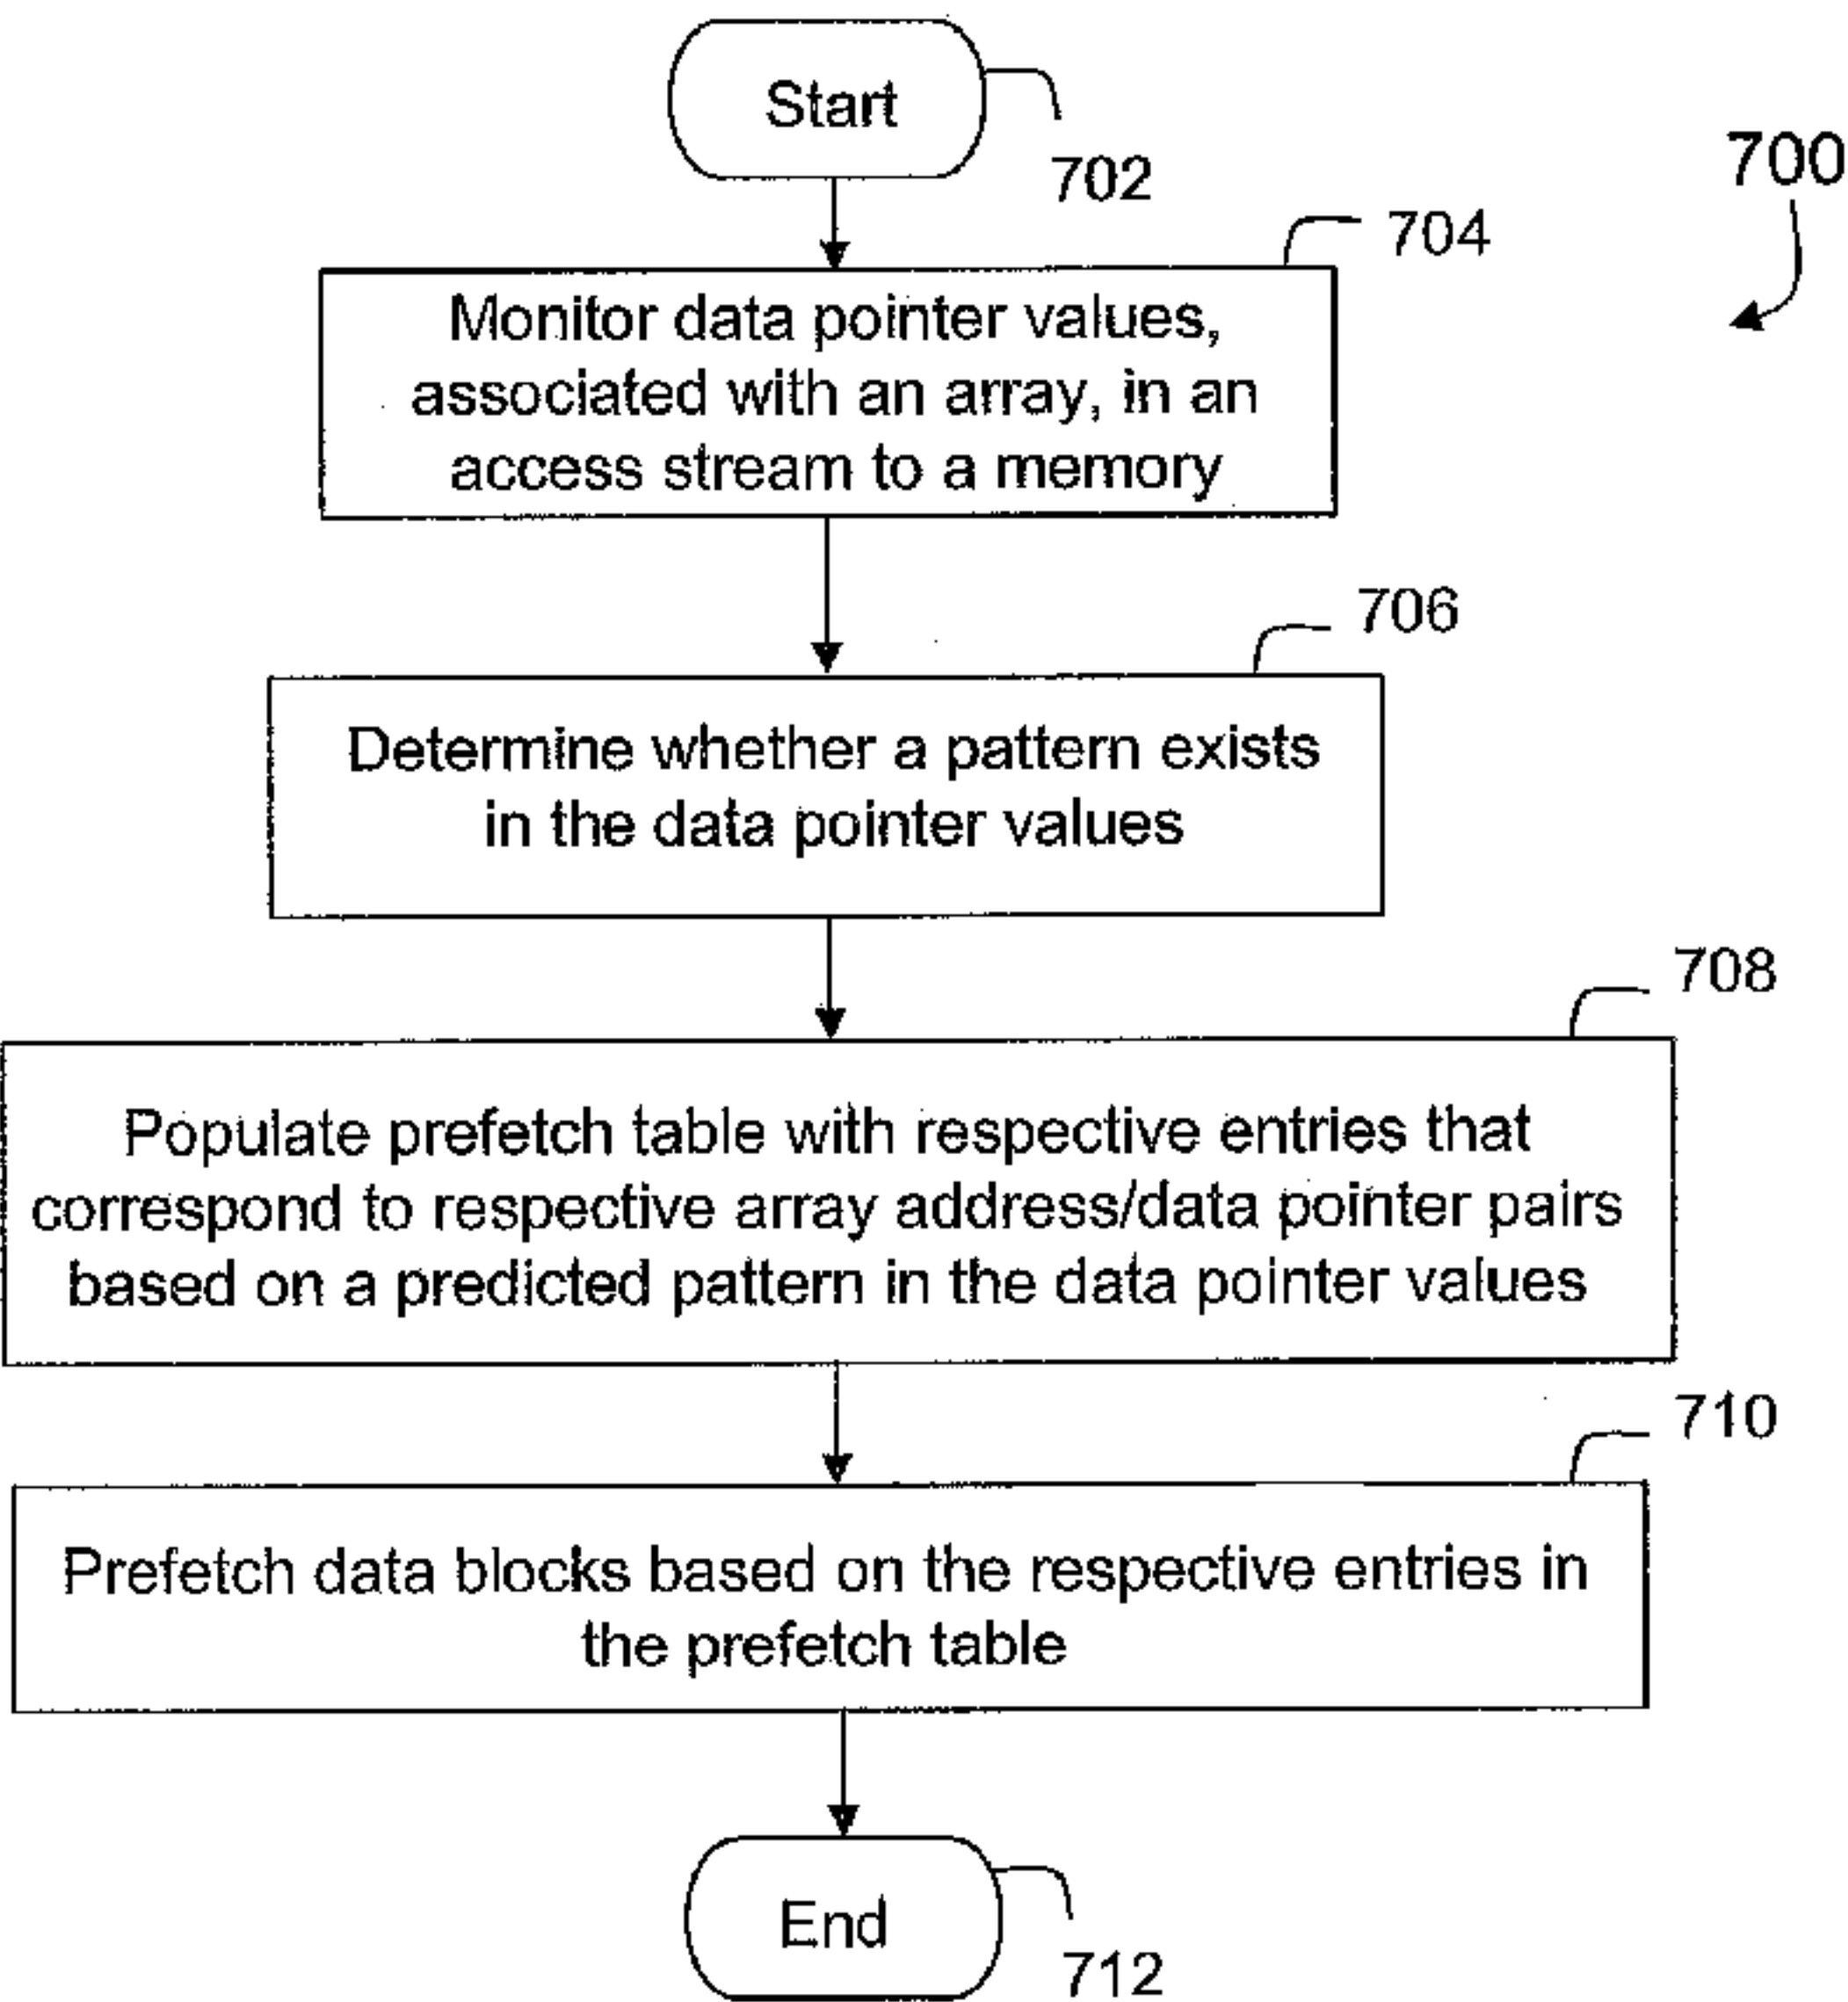 Start
702
700
704
Monitor data pointer values,
associated with an array, in an
access stream to a memory
706
Determine whether a pattern exists
in the data pointer values
708
Populate prefetch table with respective entries that
correspond to respective array address/data pointer pairs
based on a predicted pattern in the data pointer values
710
Prefetch data blocks based on the respective entries in
the prefetch table
End
712